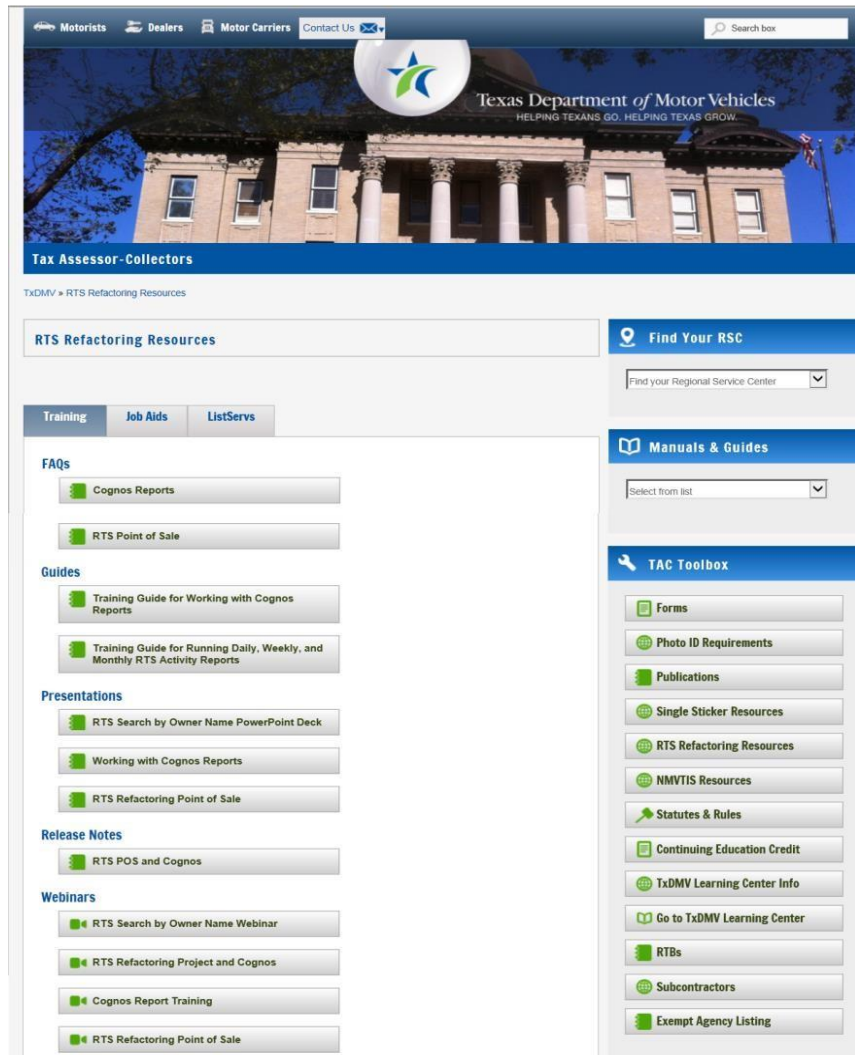 Motorists Dealers Motor Carriers Contact Us Search box
Texas Department of Motor Vehicles
HELPING TEXANS GO. HELPING TEXAS GROW.
Tax Assessor-Collectors
TxDMV » RTS Refactoring Resources
RTS Refactoring Resources
Training Job Aids ListServs
FAQs
Cognos Reports
RTS Point of Sale
Guides
Training Guide for Working with Cognos
Reports
Training Guide for Running Daily, Weekly, and
Monthly RTS Activity Reports
Presentations
RTS Search by Owner Name PowerPoint Deck
Working with Cognos Reports
RTS Refactoring Point of Sale
Release Notes
RTS POS and Cognos
Webinars
RTS Search by Owner Name Webinar
RTS Refactoring Project and Cognos
Cognos Report Training
RTS Refactoring Point of Sale
Find Your RSC
Find your Regional Service Center
Manuals & Guides
Select from list
TAC Toolbox
Forms
Photo ID Requirements
Publications
Single Sticker Resources
RTS Refactoring Resources
NMVTIS Resources
Statutes & Rules
Continuing Education Credit
TxDMV Learning Center Info
Go to TxDMV Learning Center
RTBs
Subcontractors
Exempt Agency Listing